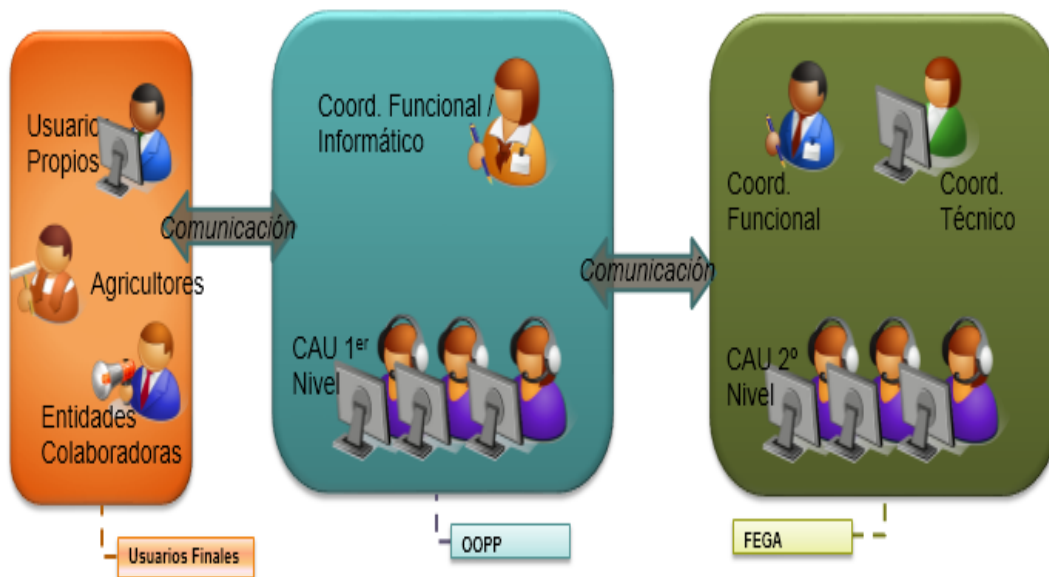 Usuario
Propios
Agricultores
Entidades
Colaboradoras
Comunicación
Coord. Funcional /
Informático
CAU 1er
Nivel
Comunicación
Coord.
Funcional
Coord.
Técnico
CAU 2º
Nivel
Usuarios Finales
OOPP
FEGA